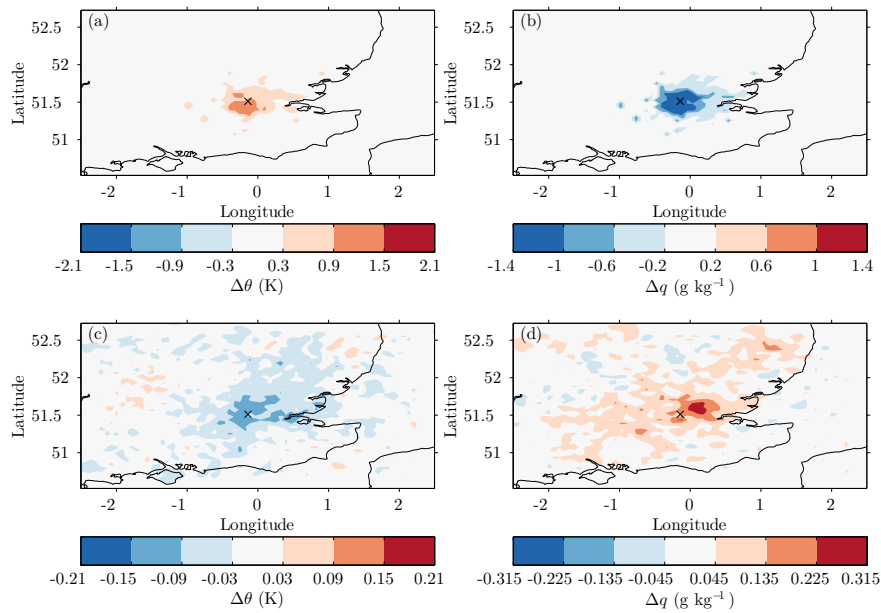 (a)
52.5
52
51.5
51
Latitude
-2 -1 0 1 2
Longitude
-2.1 -1.5 -0.9 -0.3 0.3 0.9 1.5 2.1
Δθ (K)
(b)
52.5
52
51.5
51
Latitude
-2 -1 0 1 2
Longitude
-1.4 -1 -0.6 -0.2 0.2 0.6 1 1.4
Δq (g kg⁻¹)
(c)
52.5
52
51.5
51
Latitude
-2 -1 0 1 2
Longitude
-0.21 -0.15 -0.09 -0.03 0.03 0.09 0.15 0.21
Δθ (K)
(d)
52.5
52
51.5
51
Latitude
-2 -1 0 1 2
Longitude
-0.315 -0.225 -0.135 -0.045 0.045 0.135 0.225 0.315
Δq (g kg⁻¹)